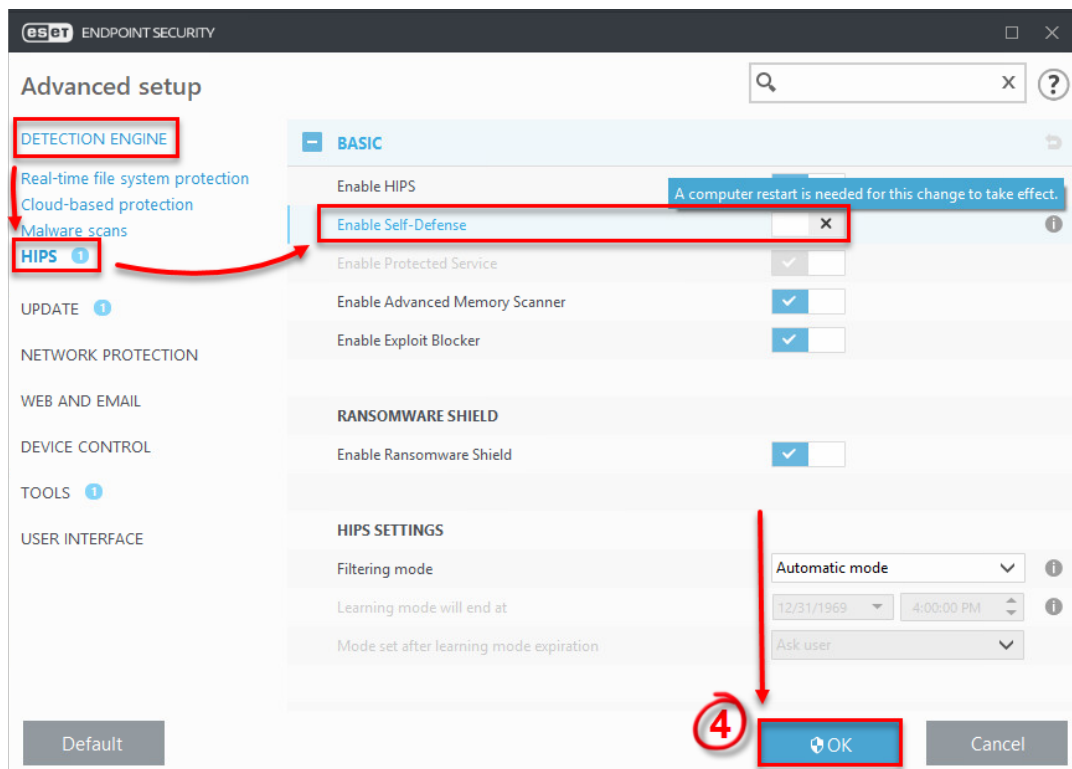 eset ENDPOINT SECURITY
Advanced setup
x
?
DETECTION ENGINE
Real-time file system protection
Cloud-based protection
Malware scans
HIPS 1
UPDATE 1
NETWORK PROTECTION
WEB AND EMAIL
DEVICE CONTROL
TOOLS 1
USER INTERFACE
BASIC
Enable HIPS
A computer restart is needed for this change to take effect.
Enable Self-Defense
Enable Protected Service
Enable Advanced Memory Scanner
Enable Exploit Blocker
RANSOMWARE SHIELD
Enable Ransomware Shield
HIPS SETTINGS
Filtering mode Automatic mode
Learning mode will end at 12/31/1969 4:00:00 PM
Mode set after learning mode expiration Ask user
4
Default OK Cancel